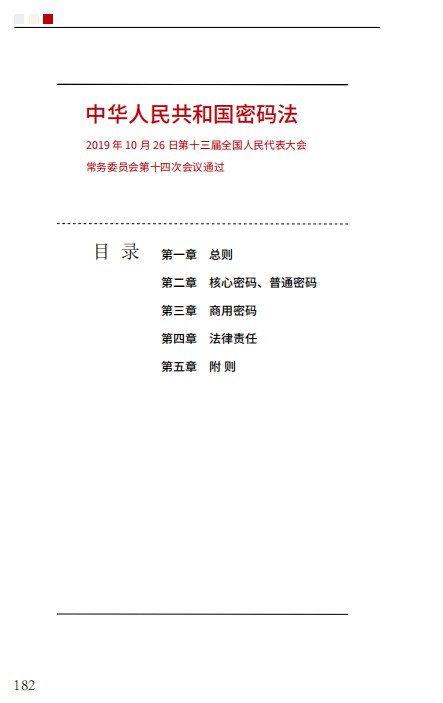 中华人民共和国密码法
2019 年 10 月 26 日第十三届全国人民代表大会
常务委员会第十四次会议通过
目 录
第一章 总则
第二章 核心密码、普通密码
第三章 商用密码
第四章 法律责任
第五章 附 则
182